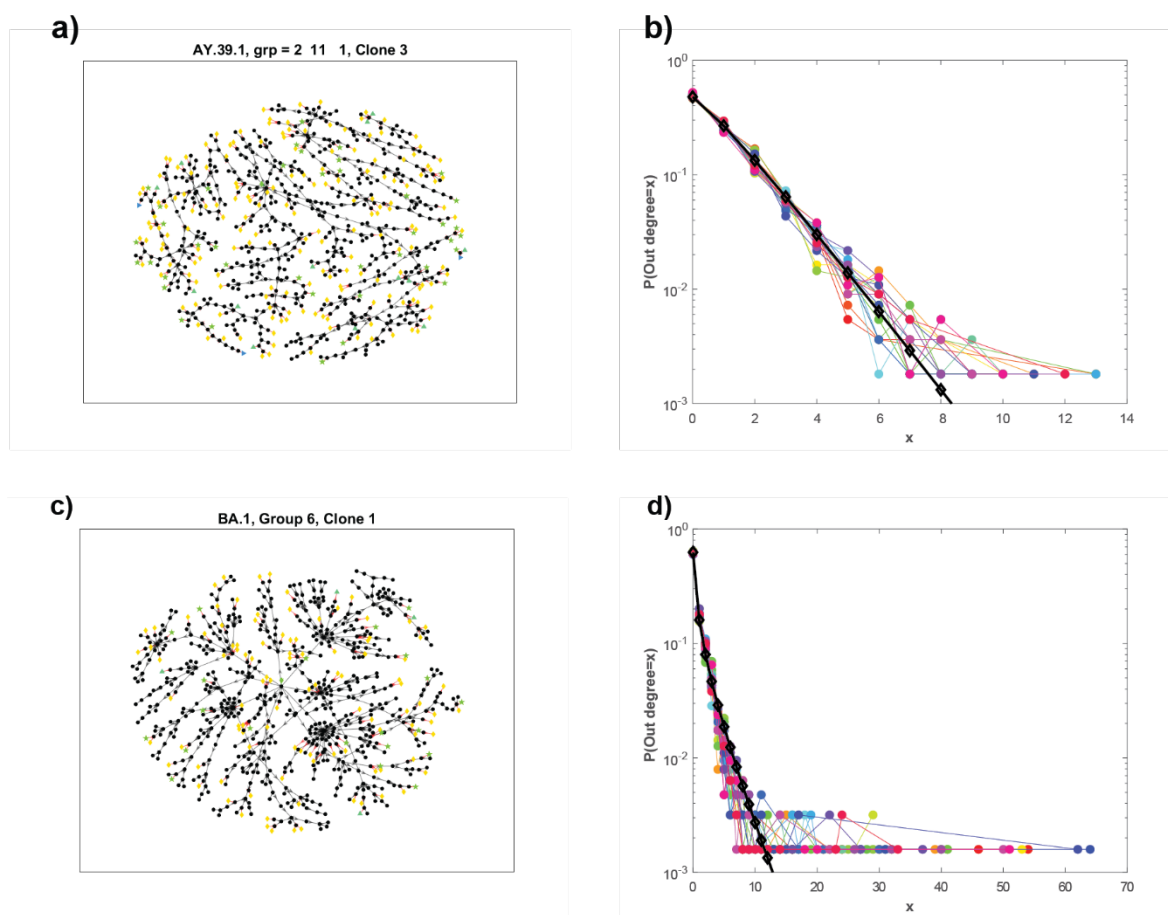 a)
AY.39.1, grp = 2 11 1, Clone 3
b)
10^0
10^-1
10^-2
10^-3
P(Out degree=x)
0 2 4 6 8 10 12 14
x
c)
BA.1, Group 6, Clone 1
d)
10^0
10^-1
10^-2
10^-3
P(Out degree=x)
0 10 20 30 40 50 60 70
x